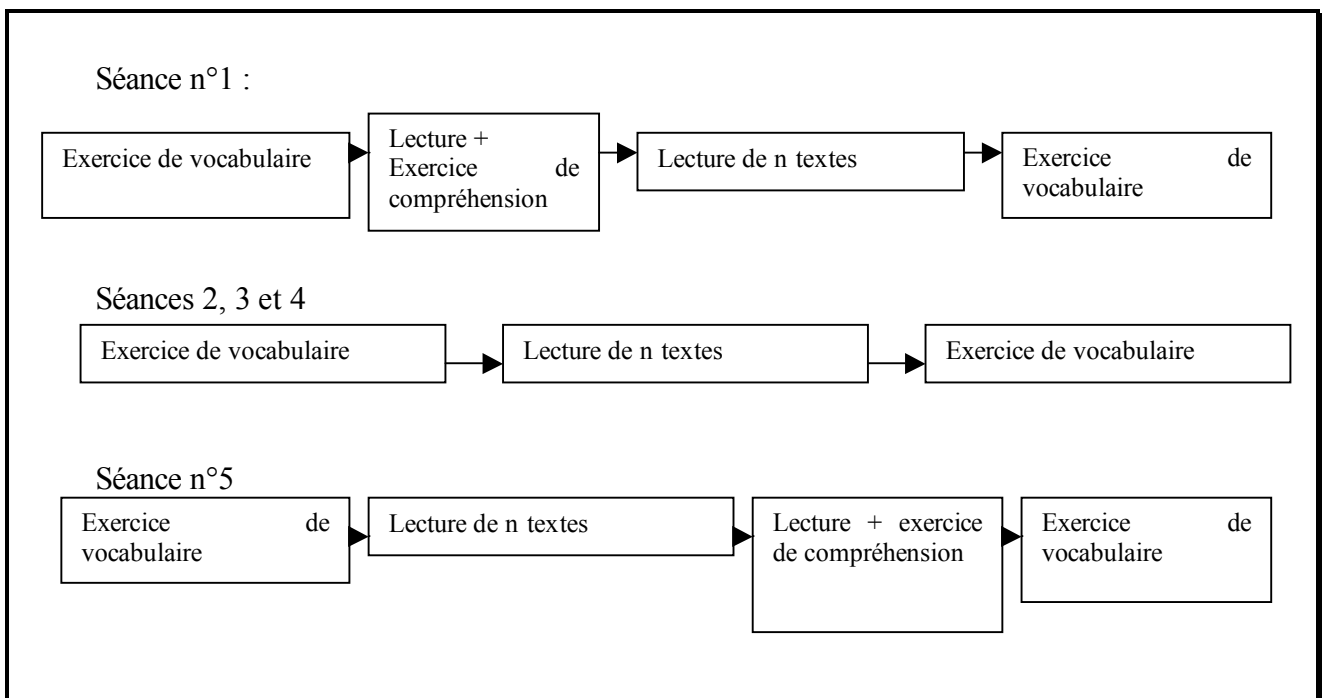 Séance n°1 :
Exercice de vocabulaire
Lecture +
Exercice de
compréhension
Lecture de n textes
Exercice de
vocabulaire
Séances 2, 3 et 4
Exercice de vocabulaire
Lecture de n textes
Exercice de vocabulaire
Séance n°5
Exercice de
vocabulaire
Lecture de n textes
Lecture + exercice
de compréhension
Exercice de
vocabulaire